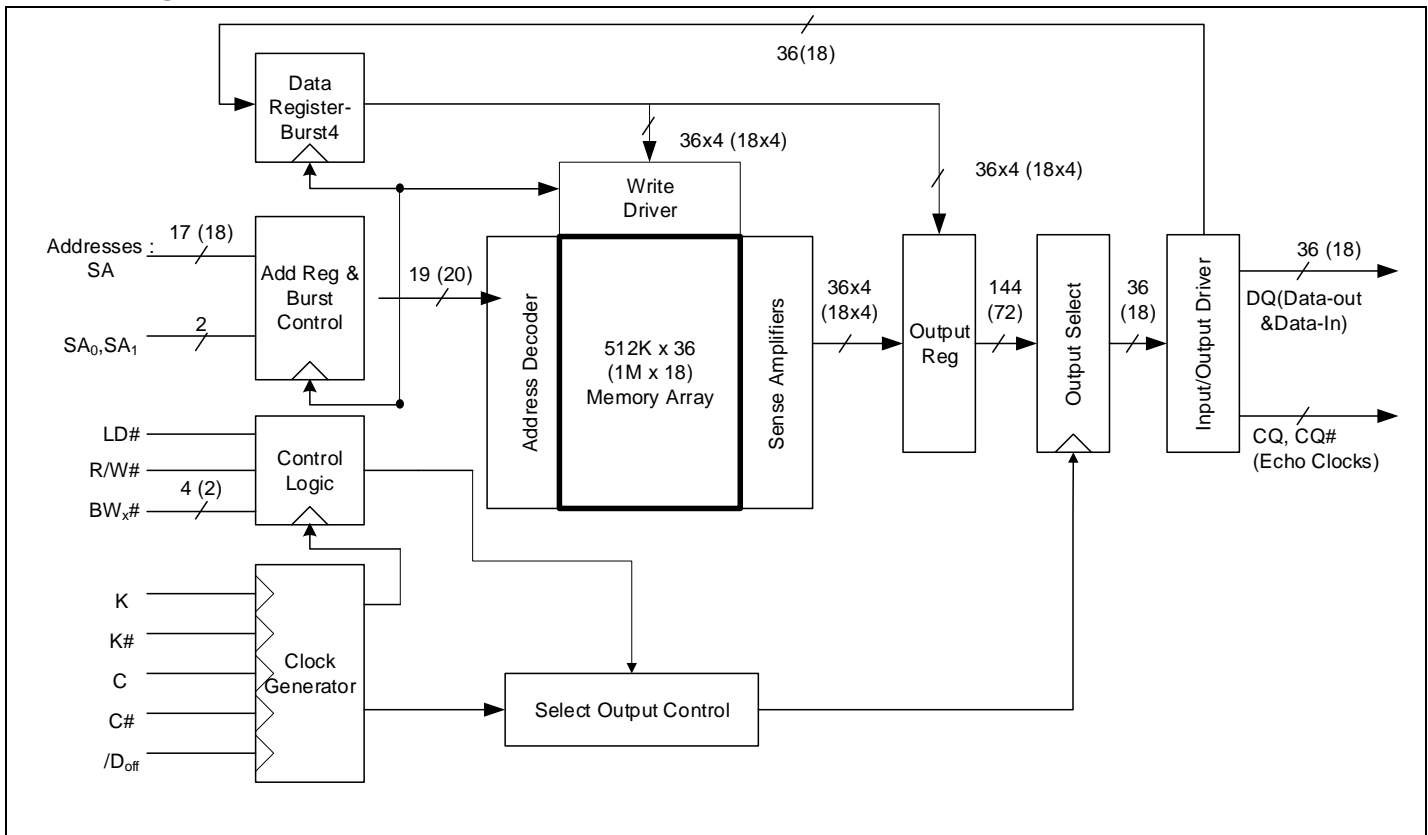 36(18)
Data
Register-
Burst4
36x4 (18x4)
36x4 (18x4)
Write
Driver
Addresses :
SA
17 (18)
SA0,SA1
2
Add Reg &
Burst
Control
19 (20)
Address Decoder
512K x 36
(1M x 18)
Memory Array
Sense Amplifiers
36x4
(18x4)
Output
Reg
144
(72)
Output Select
36
(18)
Input/Output Driver
36 (18)
DQ(Data-out
&Data-In)
CQ, CQ#
(Echo Clocks)
LD#
R/W#
BWx#
4 (2)
Control
Logic
K
K#
C
C#
/Doff
Clock
Generator
Select Output Control